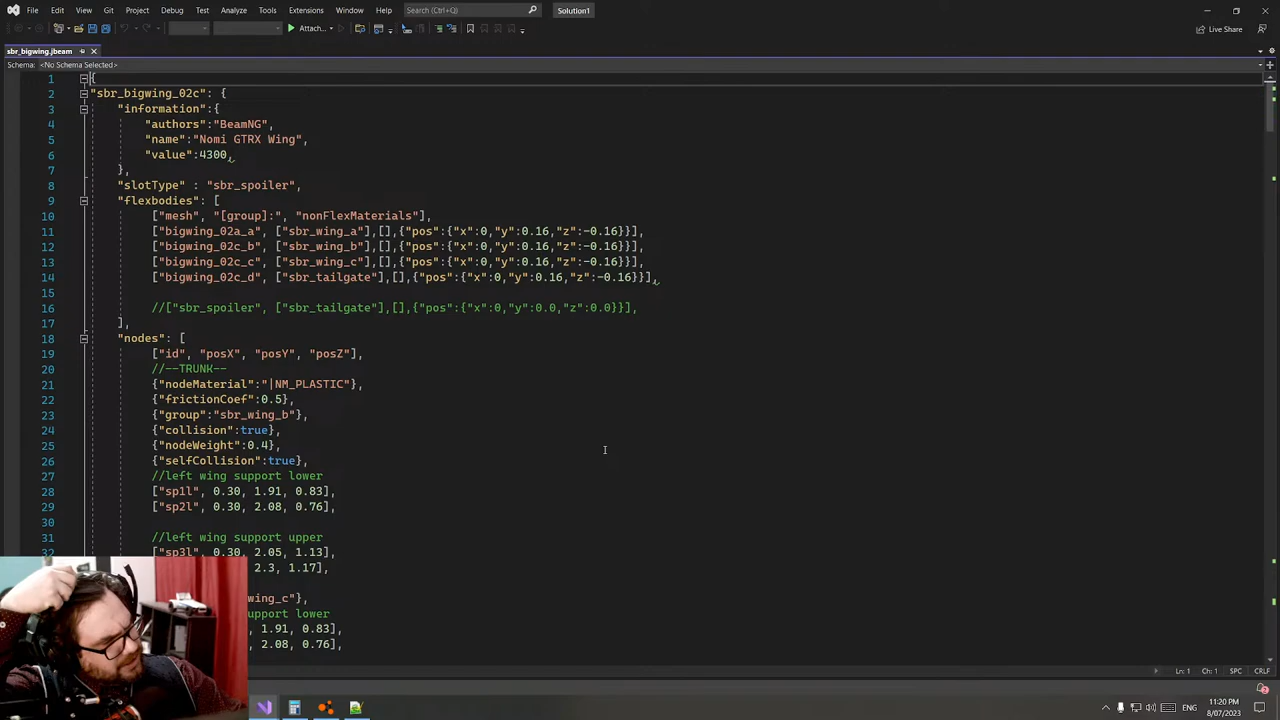 File Edit View Git Project Debug Test Analyze Tools Extensions Window Help Search (Ctrl+Q) Solution1
Attach... Live Share
sbr_bigwing.jbeam
Schema: <No Schema Selected>
1 {
2 "sbr_bigwing_02c": {
3 "information":{
4 "authors":"BeamNG",
5 "name":"Nomi GTRX Wing",
6 "value":4300,
7 },
8 "slotType" : "sbr_spoiler",
9 "flexbodies": [
10 ["mesh", "[group]:", "nonFlexMaterials"],
11 ["bigwing_02a_a", ["sbr_wing_a"],[],{"pos":{"x":0,"y":0.16,"z":-0.16}}],
12 ["bigwing_02c_b", ["sbr_wing_b"],[],{"pos":{"x":0,"y":0.16,"z":-0.16}}],
13 ["bigwing_02c_c", ["sbr_wing_c"],[],{"pos":{"x":0,"y":0.16,"z":-0.16}}],
14 ["bigwing_02c_d", ["sbr_tailgate"],[],{"pos":{"x":0,"y":0.16,"z":-0.16}}],
15
16 //["sbr_spoiler", ["sbr_tailgate"],[],{"pos":{"x":0,"y":0.0,"z":0.0}}],
17 ],
18 "nodes": [
19 ["id", "posX", "posY", "posZ"],
20 //--TRUNK--
21 {"nodeMaterial":"|NM_PLASTIC"},
22 {"frictionCoef":0.5},
23 {"group":"sbr_wing_b"},
24 {"collision":true},
25 {"nodeWeight":0.4},
26 {"selfCollision":true},
27 //left wing support lower
28 ["sp1l", 0.30, 1.91, 0.83],
29 ["sp2l", 0.30, 2.08, 0.76],
30
31 //left wing support upper
32 ["sp3l", 0.30, 2.05, 1.13],
2.3, 1.17],
wing_c"},
support lower
1.91, 0.83],
2.08, 0.76],
Ln: 1 Ch: 1 SPC CRLF
ENG 11:20 PM
8/07/2023